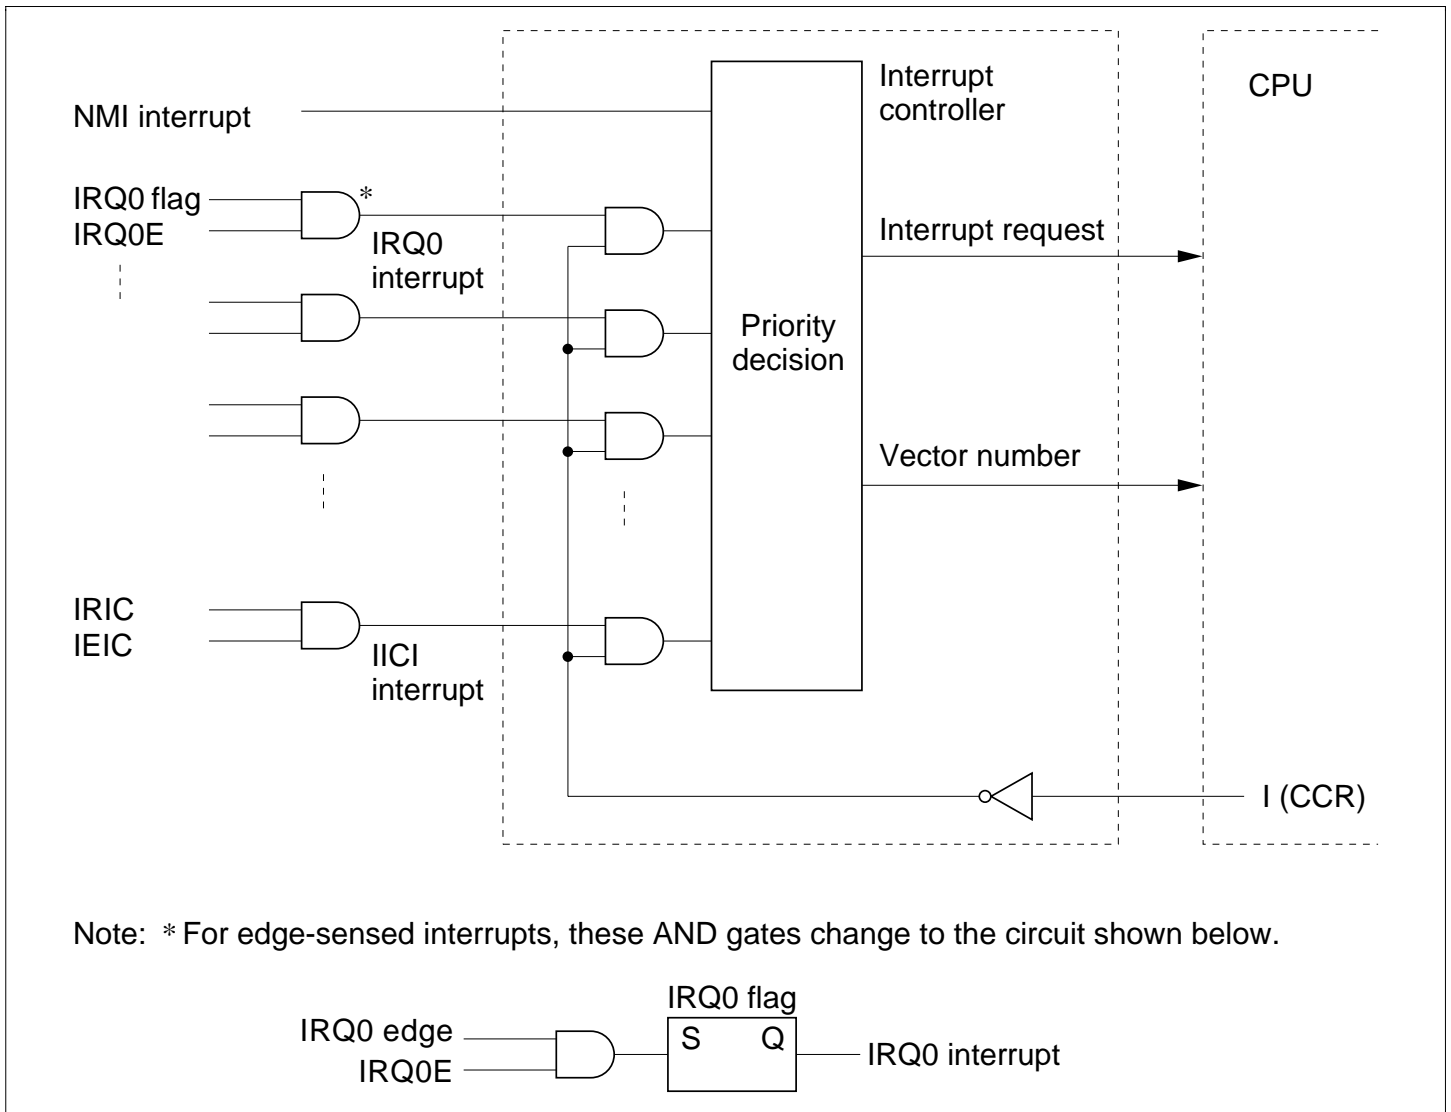 NMI interrupt
Interrupt
controller
CPU
IRQ0 flag
IRQ0E
*
IRQ0
interrupt
Interrupt request
Priority
decision
Vector number
IRIC
IEIC
IICI
interrupt
I (CCR)
Note: * For edge-sensed interrupts, these AND gates change to the circuit shown below.
IRQ0 flag
IRQ0 edge
IRQ0E
S Q
IRQ0 interrupt